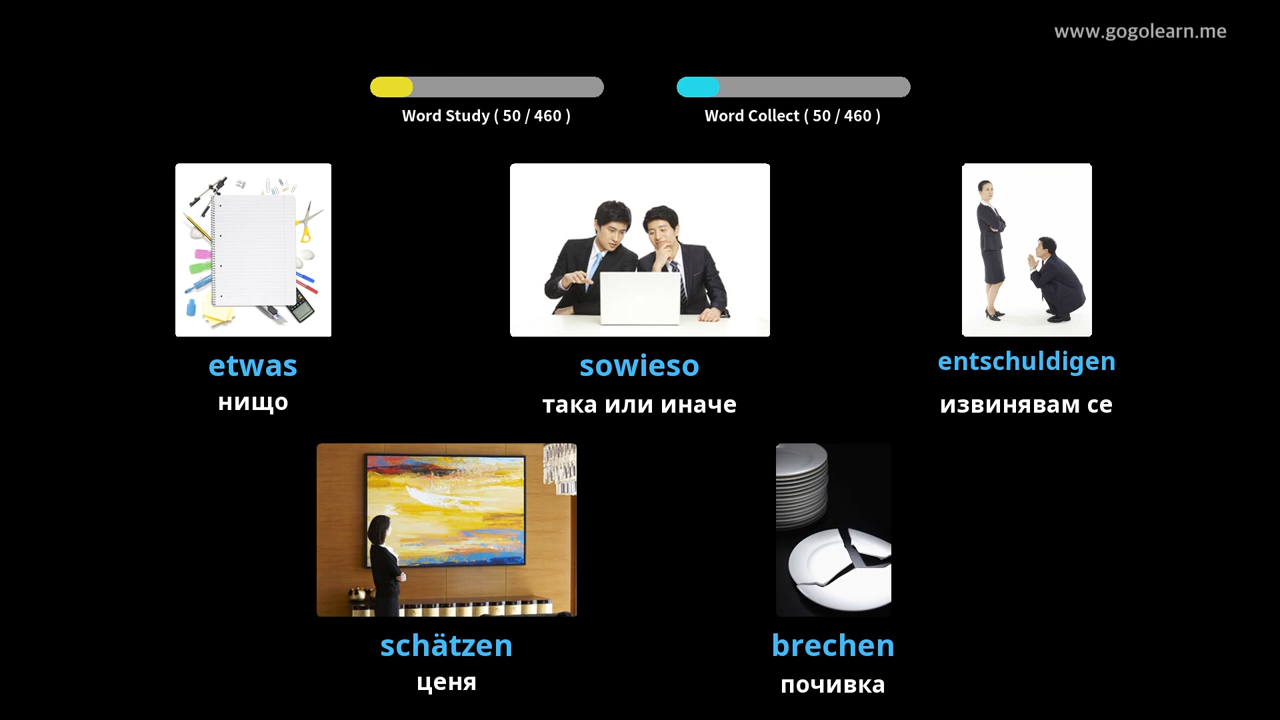 www.gogolearn.me
Word Study ( 50 / 460 )
Word Collect ( 50 / 460 )
etwas
нищо
sowieso
така или иначе
entschuldigen
извинявам се
schätzen
ценя
brechen
почивка